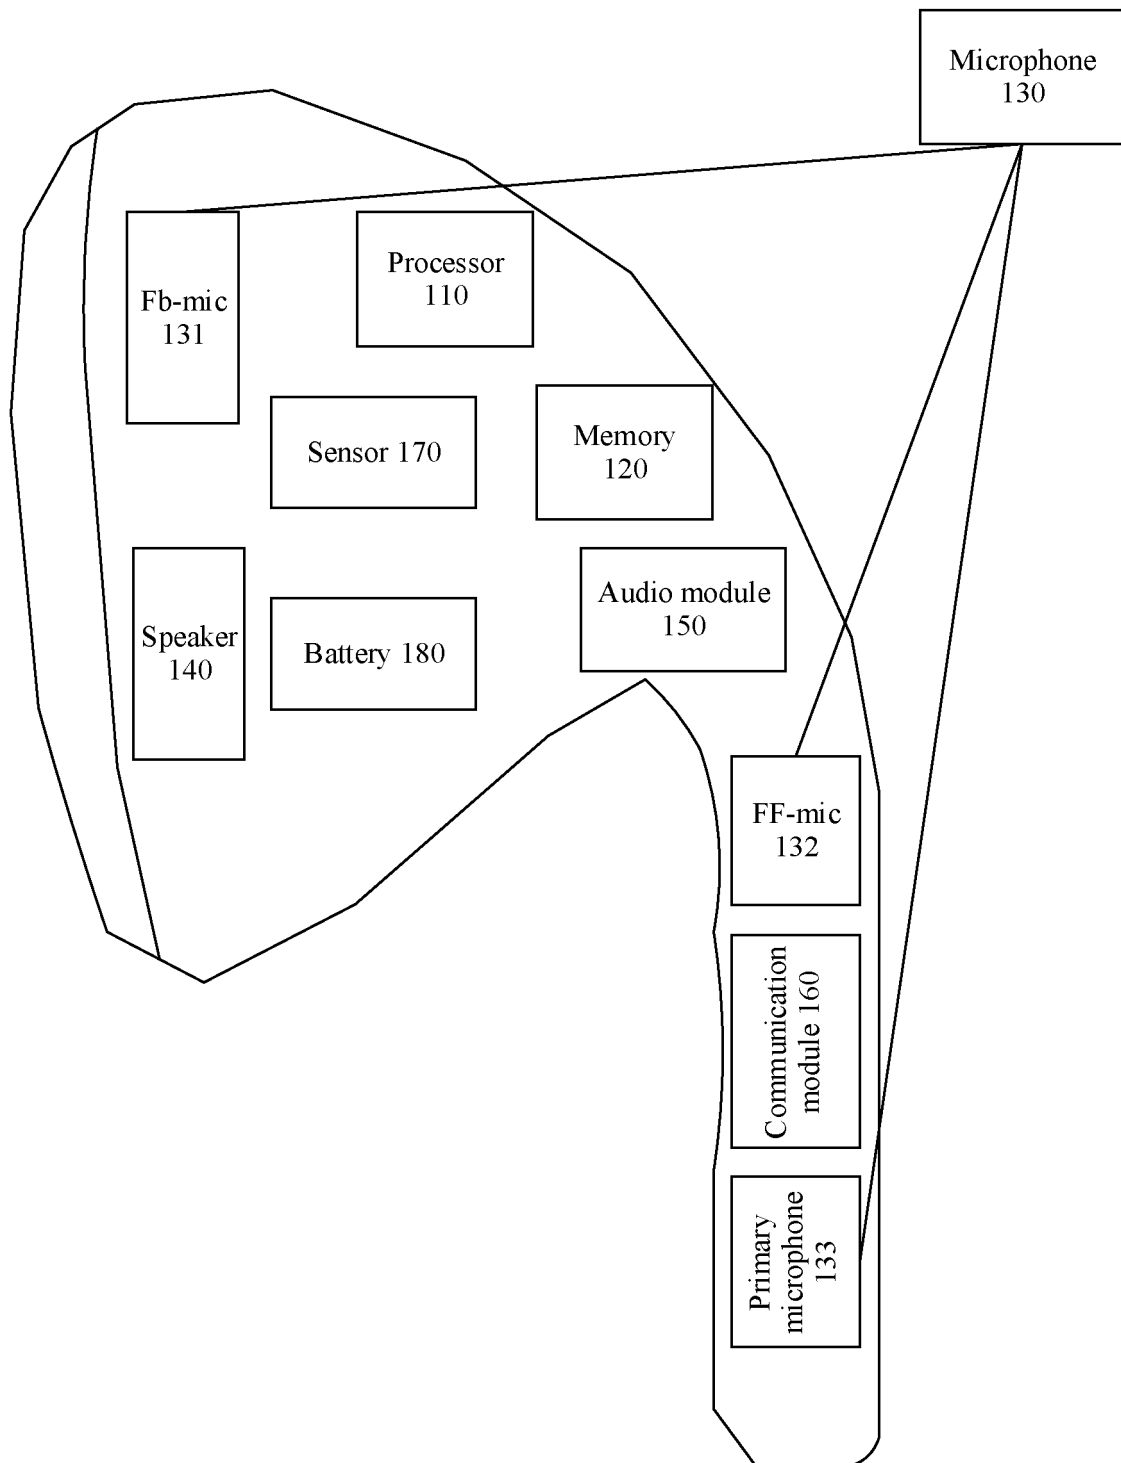 Microphone
130
Processor
110
Fb-mic
131
Sensor 170
Memory
120
Audio module
150
Speaker
140
Battery 180
FF-mic
132
Communication
module 160
Primary
microphone
133